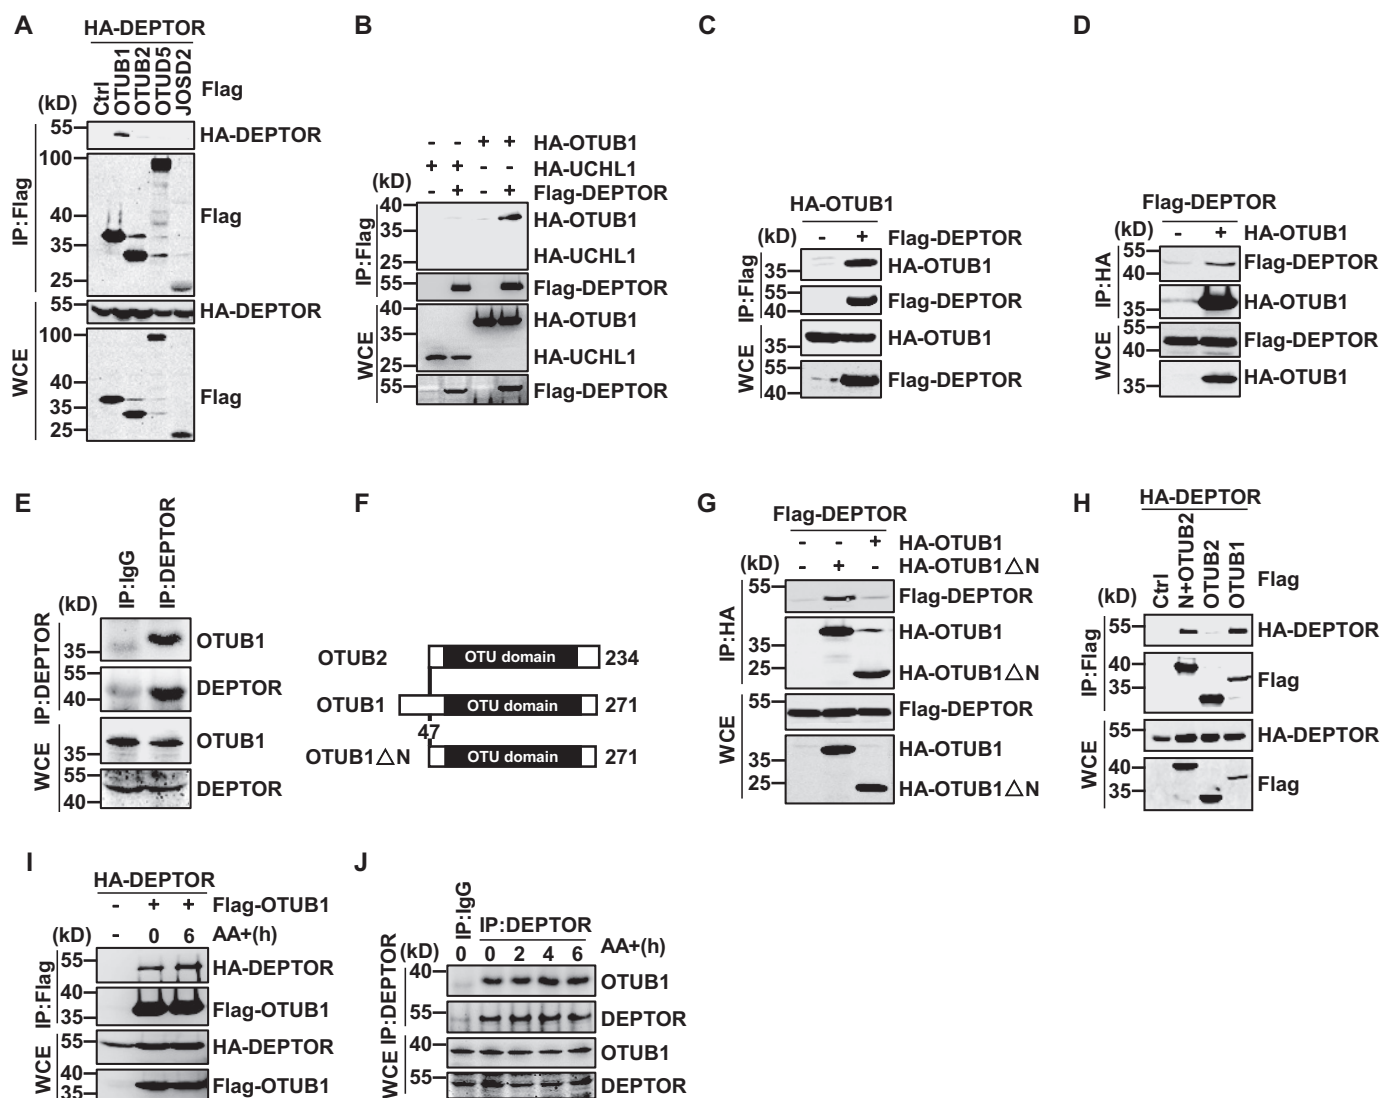 A
HA-DEPTOR
Ctrl
OTUB1
OTUB2
OTUD5
JOSD2
Flag
(kD)
IP:Flag
55
HA-DEPTOR
100
40
Flag
35
25
WCE
55
HA-DEPTOR
100
40
Flag
35
25
B
- - + + HA-OTUB1
+ + - - HA-UCHL1
(kD) - + - + Flag-DEPTOR
IP:Flag
40
HA-OTUB1
35
HA-UCHL1
25
55
Flag-DEPTOR
WCE
40
HA-OTUB1
35
HA-UCHL1
25
55
Flag-DEPTOR
C
HA-OTUB1
(kD) - + Flag-DEPTOR
IP:Flag
35
HA-OTUB1
55
Flag-DEPTOR
40
WCE
HA-OTUB1
35
Flag-DEPTOR
40
D
Flag-DEPTOR
(kD) - + HA-OTUB1
IP:HA
55
Flag-DEPTOR
40
HA-OTUB1
35
WCE
55
Flag-DEPTOR
40
HA-OTUB1
35
E
IP:IgG
IP:DEPTOR
(kD)
IP:DEPTOR
OTUB1
35
55
DEPTOR
40
WCE
OTUB1
35
55
DEPTOR
40
F
OTUB2 OTU domain 234
OTUB1 OTU domain 271
47
OTUB1△N OTU domain 271
G
Flag-DEPTOR
- - + HA-OTUB1
(kD) - + - HA-OTUB1△N
IP:HA
55
Flag-DEPTOR
35
HA-OTUB1
25
HA-OTUB1△N
WCE
55
Flag-DEPTOR
35
HA-OTUB1
25
HA-OTUB1△N
H
HA-DEPTOR
Ctrl
N+OTUB2
OTUB2
OTUB1
Flag
(kD)
IP:Flag
55
HA-DEPTOR
40
Flag
35
WCE
55
HA-DEPTOR
40
Flag
35
I
HA-DEPTOR
- + + Flag-OTUB1
(kD) - 0 6 AA+(h)
IP:Flag
55
HA-DEPTOR
40
Flag-OTUB1
35
WCE
55
HA-DEPTOR
40
Flag-OTUB1
35
J
IP:IgG
IP:DEPTOR
(kD) 0 0 2 4 6 AA+(h)
IP:DEPTOR
40
OTUB1
55
DEPTOR
WCE
40
OTUB1
55
DEPTOR